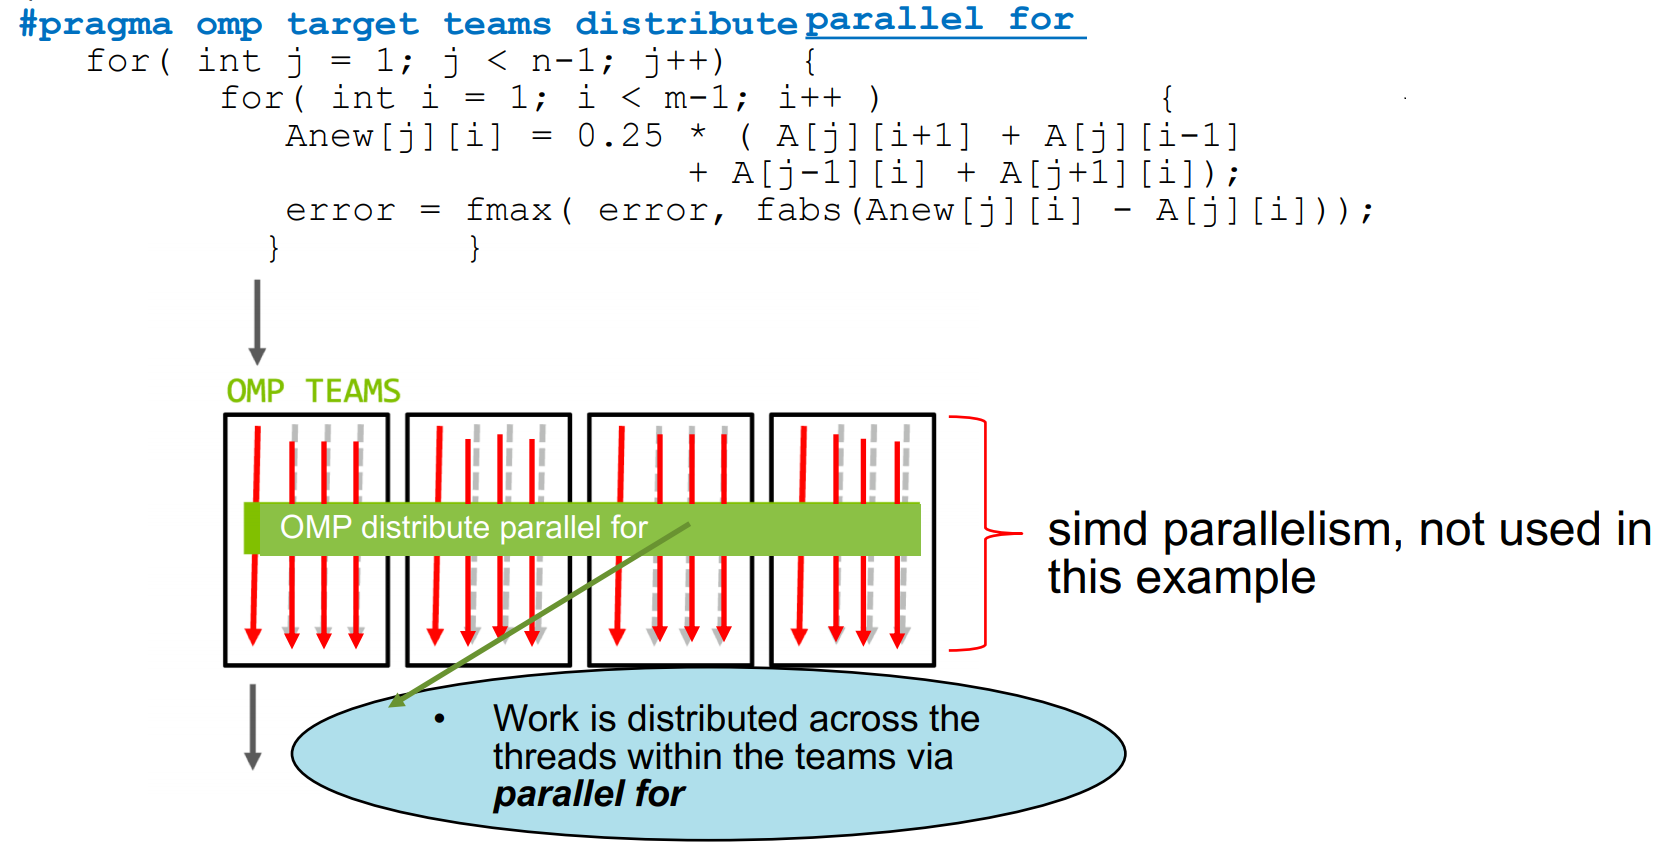 #pragma omp target teams distribute parallel for
for( int j = 1; j < n-1; j++) {
for( int i = 1; i < m-1; i++ ) {
Anew[j][i] = 0.25 * ( A[j][i+1] + A[j][i-1]
+ A[j-1][i] + A[j+1][i]);
error = fmax( error, fabs(Anew[j][i] - A[j][i]));
} }
OMP TEAMS
OMP distribute parallel for
simd parallelism, not used in
this example
• Work is distributed across the
threads within the teams via
parallel for